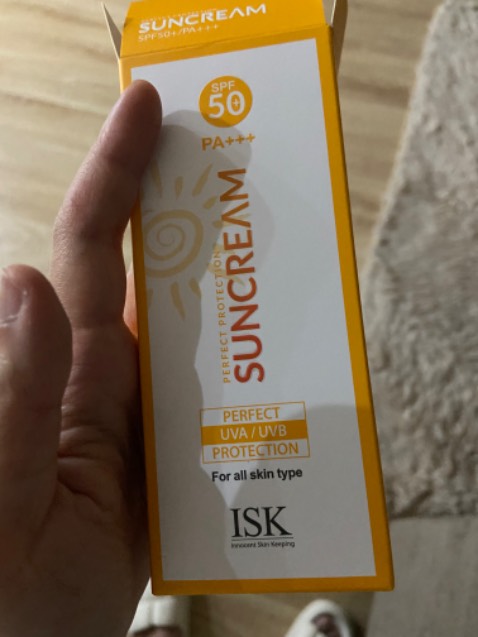 SUNCREAM
SPF50+/PA+++
SPF
50+
PA+++
PERFECT PROTECTION
SUNCREAM
PERFECT
UVA / UVB
PROTECTION
For all skin type
ISK
Innocent Skin Keeping